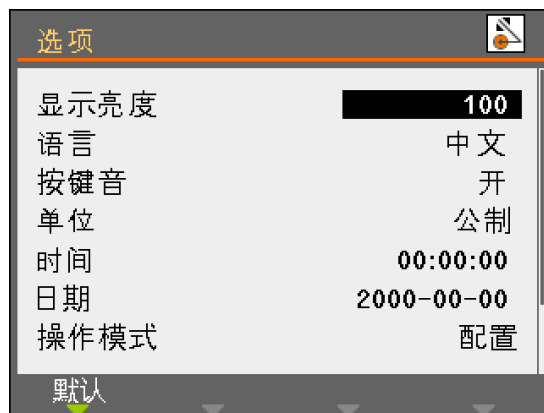 选项
显示亮度 100
语言 中文
按键音 开
单位 公制
时间 00:00:00
日期 2000-00-00
操作模式 配置
默认